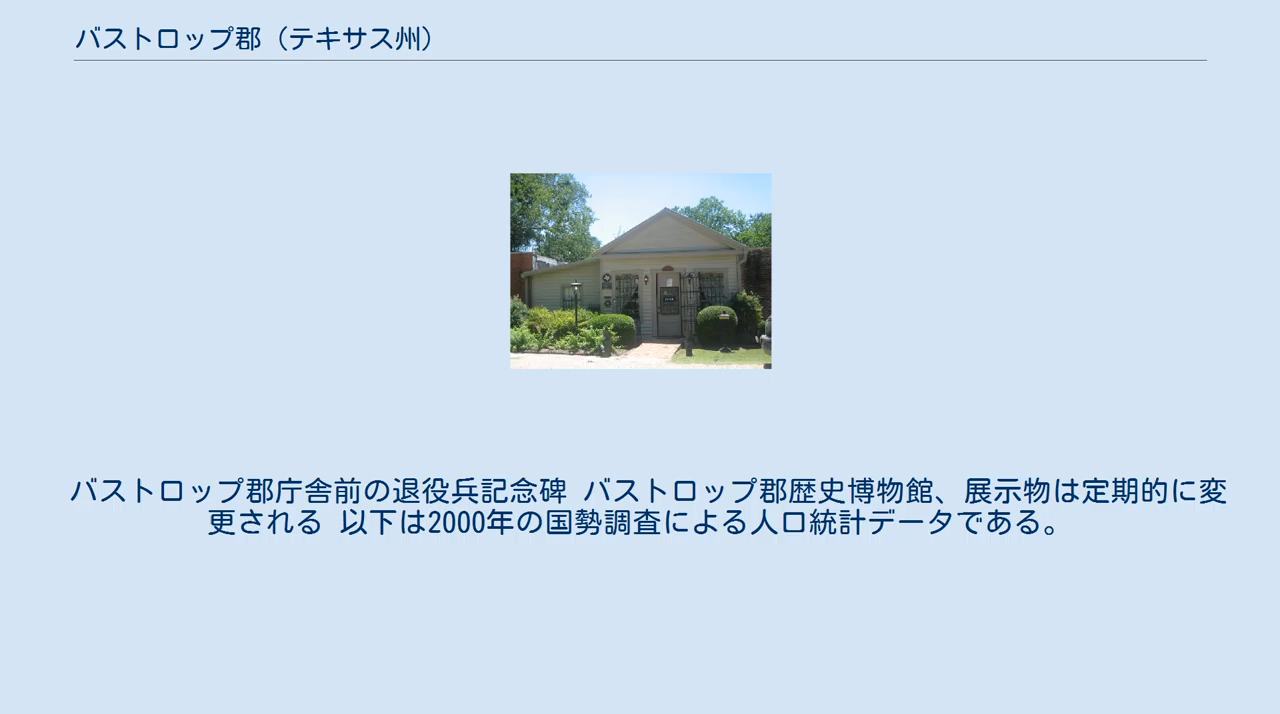 バストロップ郡（テキサス州）
バストロップ郡庁舎前の退役兵記念碑 バストロップ郡歴史博物館、展示物は定期的に変
更される 以下は2000年の国勢調査による人口統計データである。